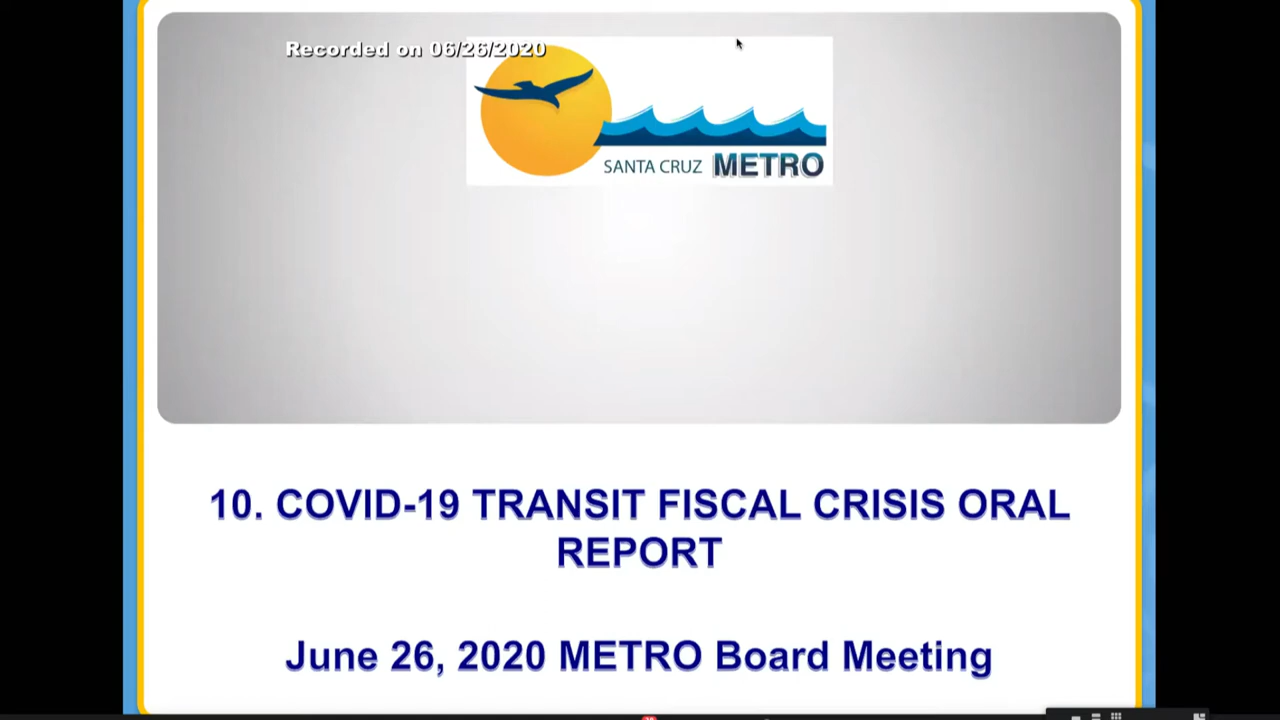 Recorded on 06/26/2020
SANTA CRUZ METRO
10. COVID-19 TRANSIT FISCAL CRISIS ORAL
REPORT
June 26, 2020 METRO Board Meeting